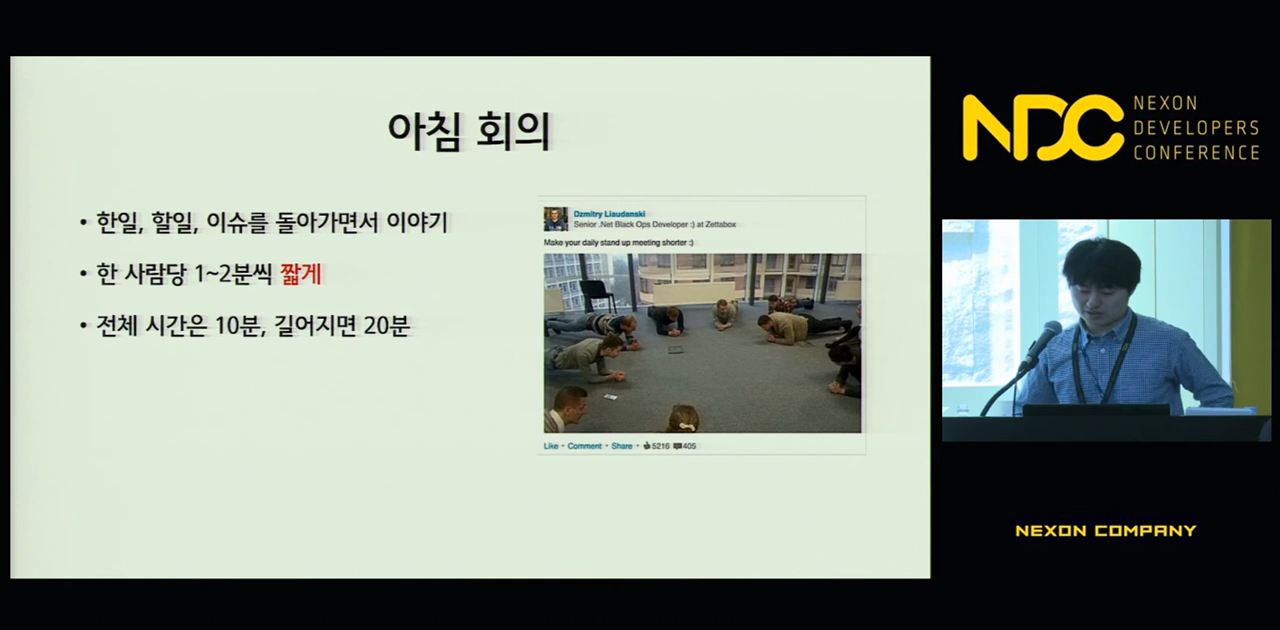 아침 회의
• 한일, 할일, 이슈를 돌아가면서 이야기
• 한 사람당 1~2분씩 짧게
• 전체 시간은 10분, 길어지면 20분
Dzmitry Liaudanski
Senior .Net Black Ops Developer :) at Zettabox
Make your daily stand up meeting shorter :)
Like • Comment • Share • 5216 405
NDC
NEXON
DEVELOPERS
CONFERENCE
NEXON COMPANY